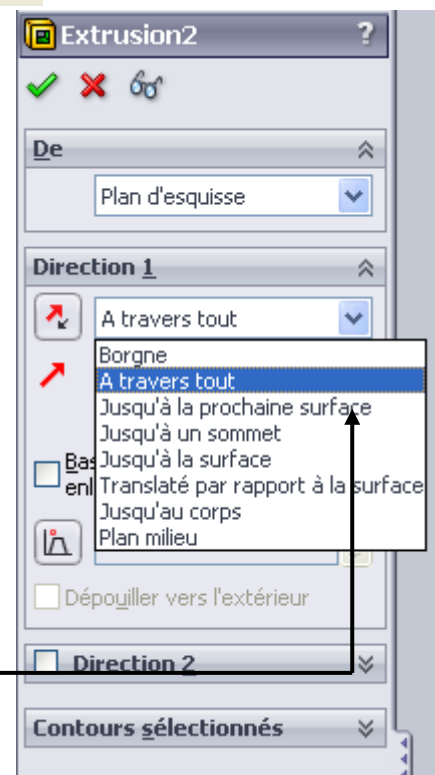 Extrusion2 ?
De
Plan d'esquisse
Direction 1
A travers tout
Borgne
A travers tout
Jusqu'à la prochaine surface
Jusqu'à un sommet
Jusqu'à la surface
Translaté par rapport à la surface
Jusqu'au corps
Plan milieu
Dépouiller vers l'extérieur
Direction 2
Contours sélectionnés